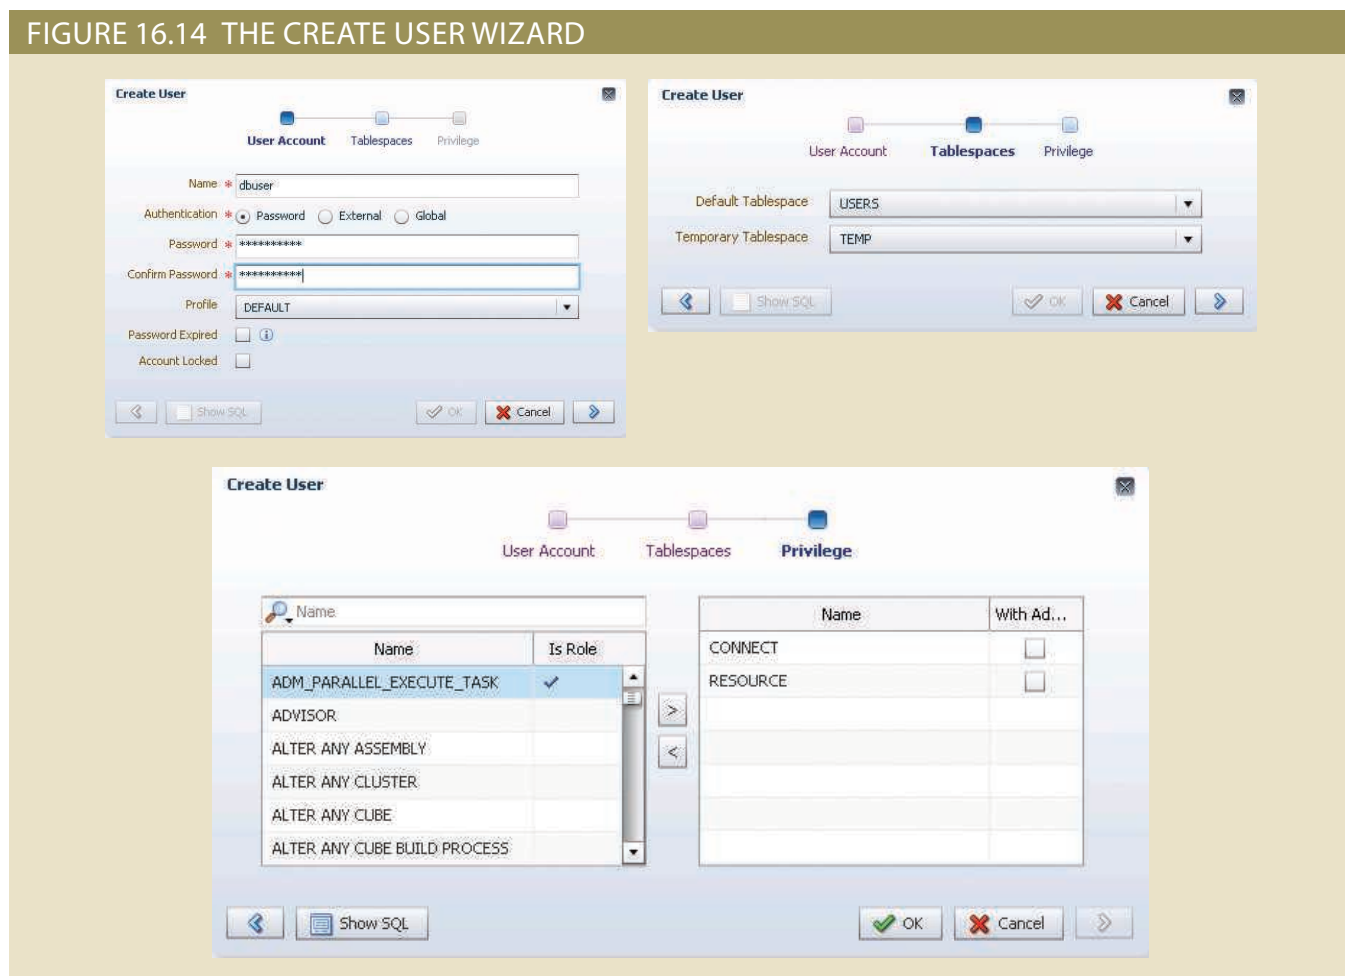 FIGURE 16.14 THE CREATE USER WIZARD
Create User
User Account Tablespaces Privilege
Name * dbuser
Authentication * Password External Global
Password * **********
Confirm Password * **********
Profile DEFAULT
Password Expired
Account Locked
Show SQL OK Cancel
Create User
User Account Tablespaces Privilege
Default Tablespace USERS
Temporary Tablespace TEMP
Show SQL OK Cancel
Create User
User Account Tablespaces Privilege
Name
Name Is Role
ADM_PARALLEL_EXECUTE_TASK
ADVISOR
ALTER ANY ASSEMBLY
ALTER ANY CLUSTER
ALTER ANY CUBE
ALTER ANY CUBE BUILD PROCESS
>
<
Name With Ad...
CONNECT
RESOURCE
Show SQL OK Cancel